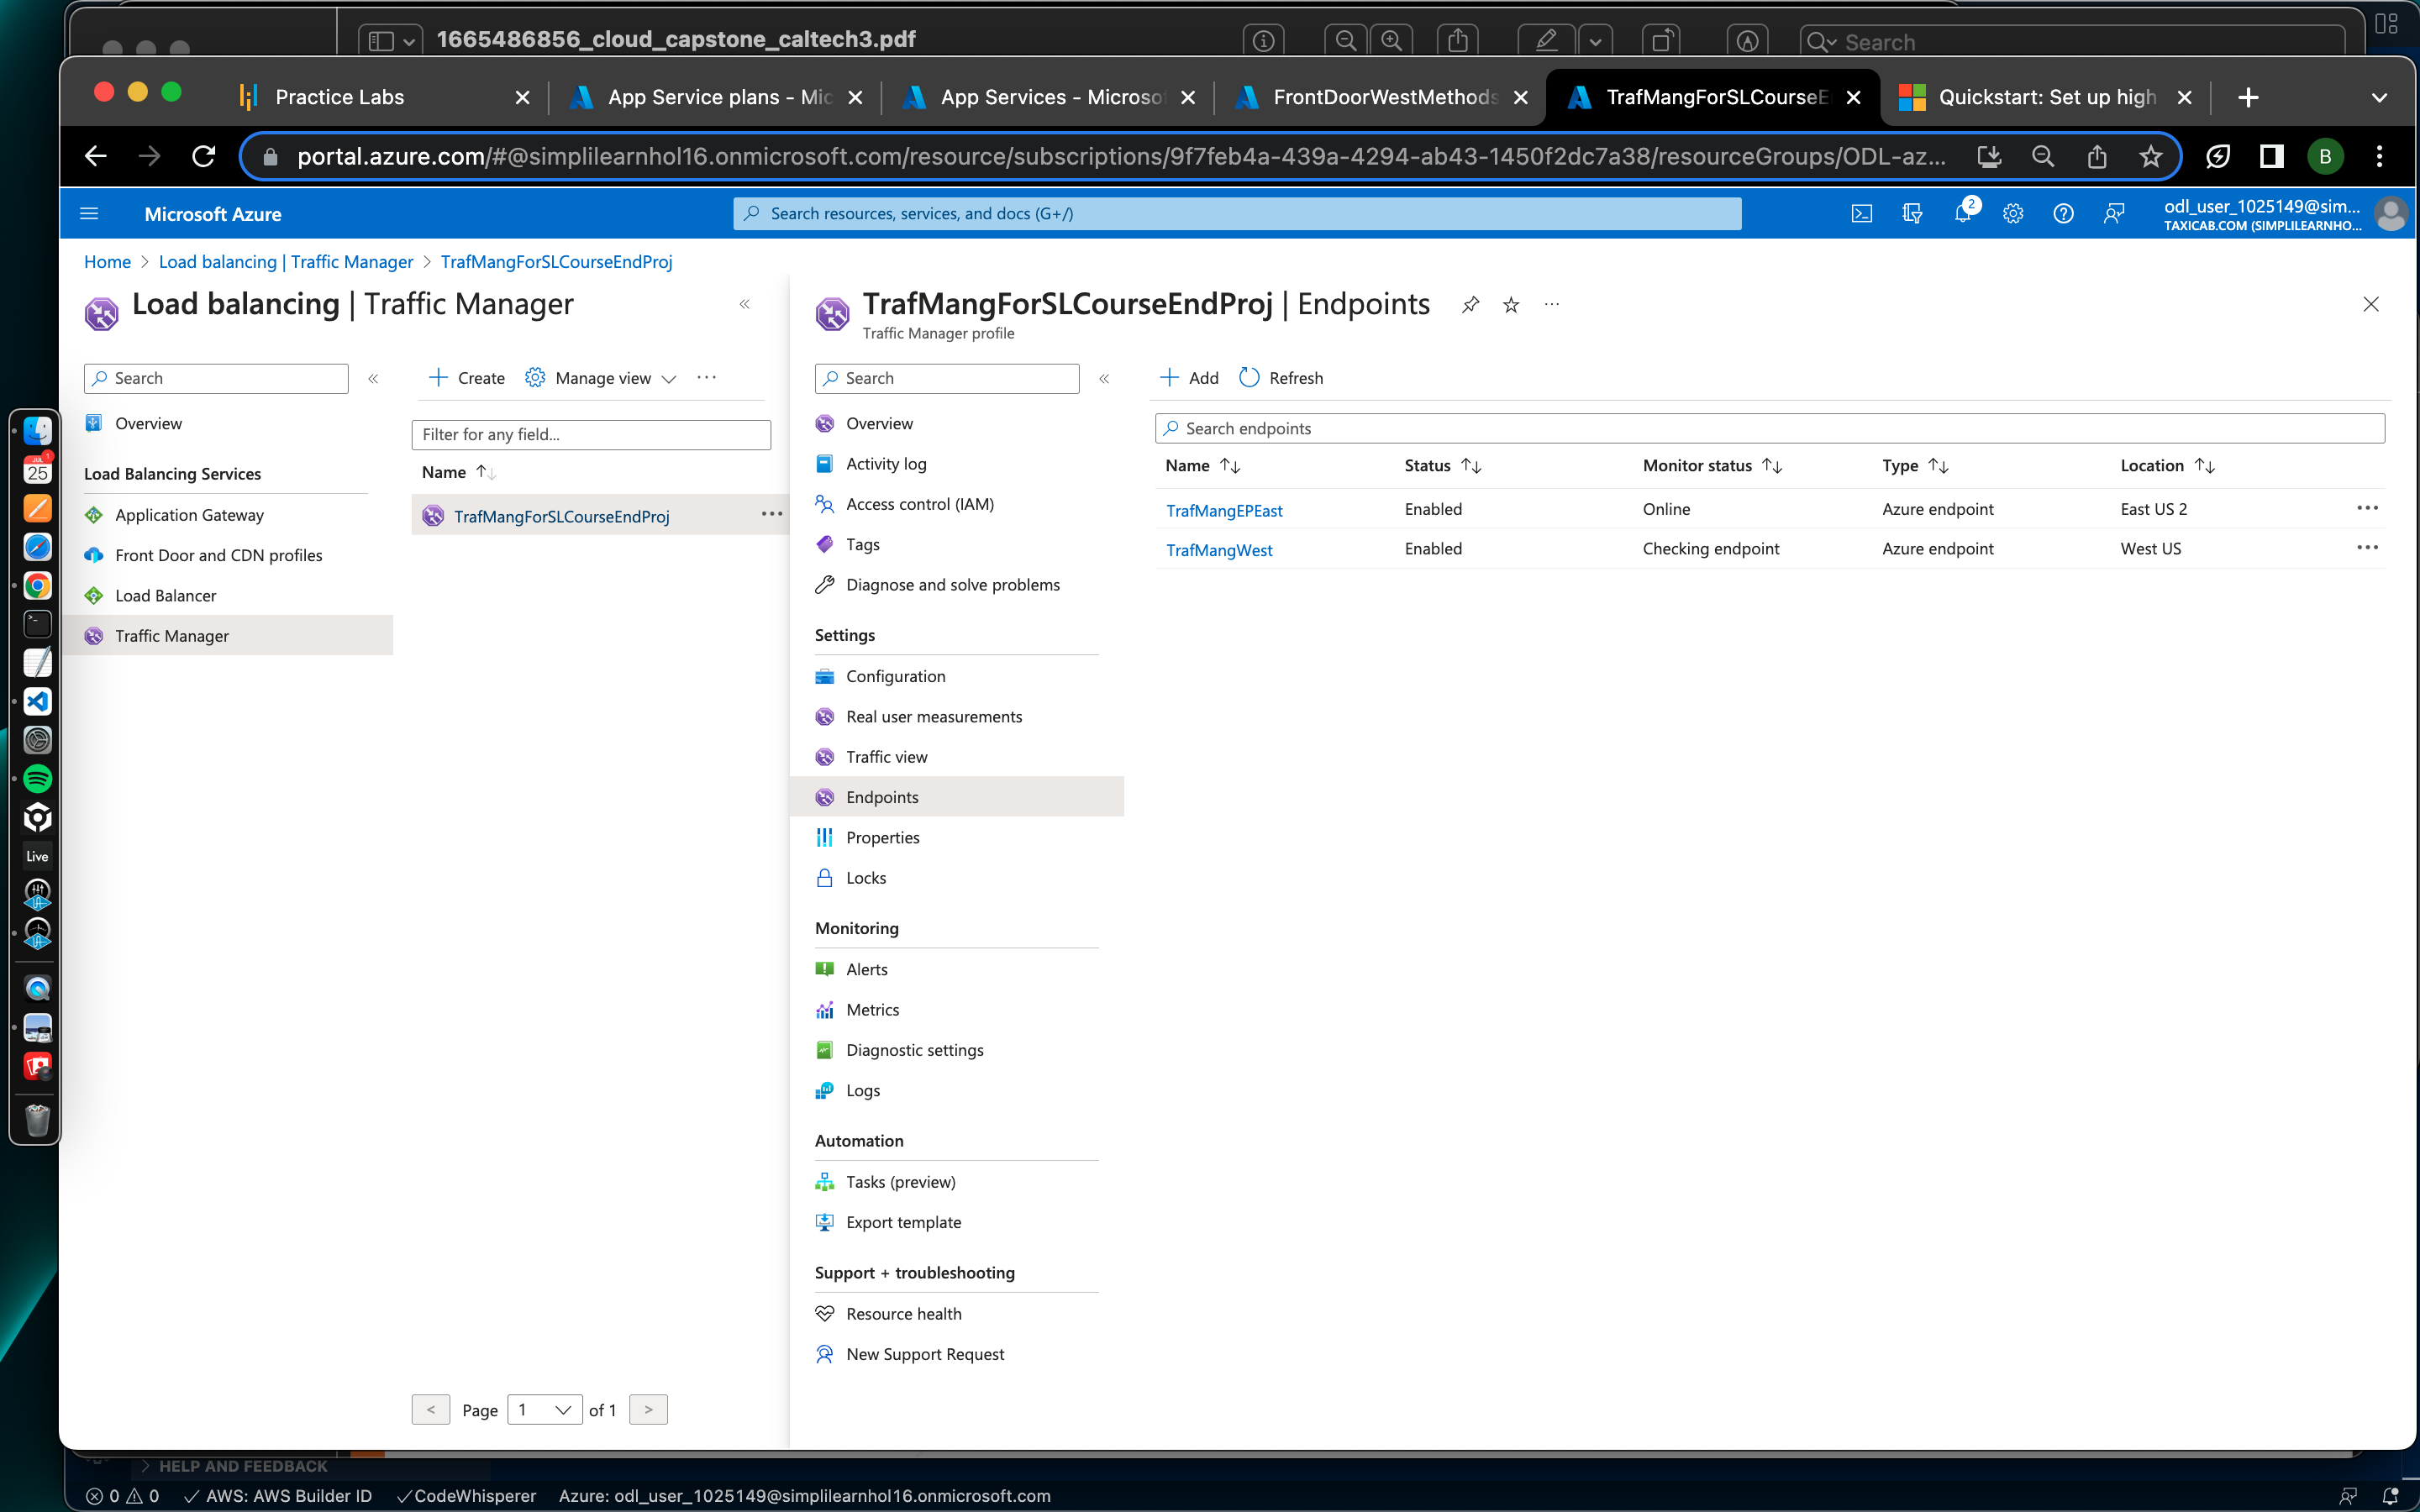 1665486856_cloud_capstone_caltech3.pdf
Search
Practice Labs
App Service plans - Mic
App Services - Microsof
FrontDoorWestMethods
TrafMangForSLCourseE
Quickstart: Set up high
portal.azure.com/#@simplilearnhol16.onmicrosoft.com/resource/subscriptions/9f7feb4a-439a-4294-ab43-1450f2dc7a38/resourceGroups/ODL-az...
B
Microsoft Azure
Search resources, services, and docs (G+/)
2
odl_user_1025149@sim...
TAXICAB.COM (SIMPLILEARNHO...
Home > Load balancing | Traffic Manager > TrafMangForSLCourseEndProj
Load balancing | Traffic Manager
Search
Overview
Load Balancing Services
Application Gateway
Front Door and CDN profiles
Load Balancer
Traffic Manager
Create
Manage view
Filter for any field...
Name
TrafMangForSLCourseEndProj
< Page 1 of 1 >
TrafMangForSLCourseEndProj | Endpoints
Traffic Manager profile
Search
Overview
Activity log
Access control (IAM)
Tags
Diagnose and solve problems
Settings
Configuration
Real user measurements
Traffic view
Endpoints
Properties
Locks
Monitoring
Alerts
Metrics
Diagnostic settings
Logs
Automation
Tasks (preview)
Export template
Support + troubleshooting
Resource health
New Support Request
Add
Refresh
Search endpoints
Name Status Monitor status Type Location
TrafMangEPEast Enabled Online Azure endpoint East US 2
TrafMangWest Enabled Checking endpoint Azure endpoint West US
JUL
1
25
Live
HELP AND FEEDBACK
0 0 AWS: AWS Builder ID CodeWhisperer Azure: odl_user_1025149@simplilearnhol16.onmicrosoft.com